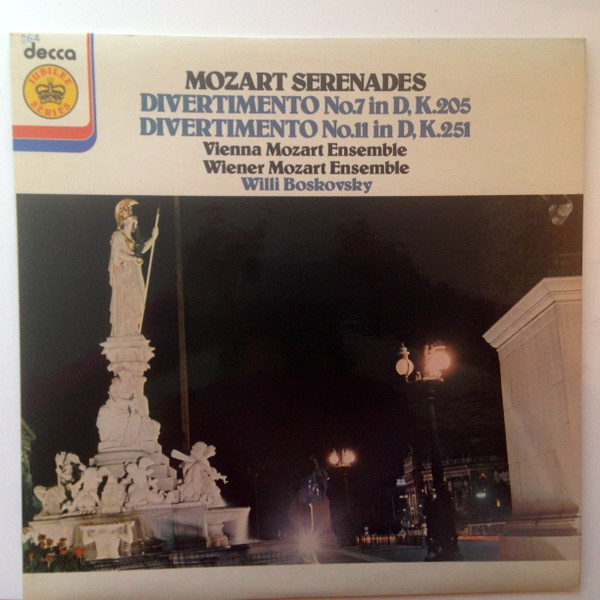 264
decca
JUBILEE
SERIES
MOZART SERENADES
DIVERTIMENTO No.7 in D, K.205
DIVERTIMENTO No.11 in D, K.251
Vienna Mozart Ensemble
Wiener Mozart Ensemble
Willi Boskovsky